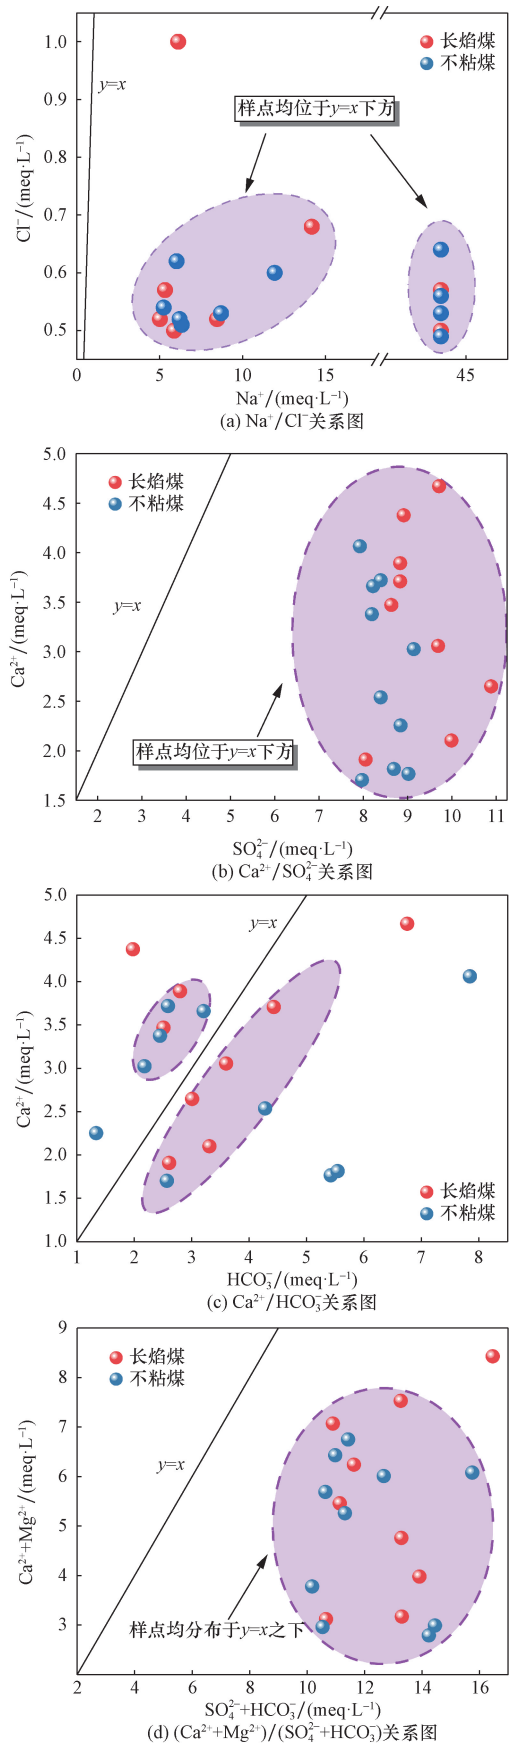 1.0
0.9
0.8
0.7
0.6
0.5
Cl⁻/(meq·L⁻¹)
y=x
长焰煤
不粘煤
样点均位于y=x下方
0 5 10 15 45
Na⁺/(meq·L⁻¹)
(a) Na⁺/Cl⁻关系图
5.0
4.5
4.0
3.5
3.0
2.5
2.0
1.5
Ca²⁺/(meq·L⁻¹)
长焰煤
不粘煤
y=x
样点均位于y=x下方
2 3 4 5 6 7 8 9 10 11
SO₄²⁻/(meq·L⁻¹)
(b) Ca²⁺/SO₄²⁻关系图
5.0
4.5
4.0
3.5
3.0
2.5
2.0
1.5
1.0
Ca²⁺/(meq·L⁻¹)
y=x
长焰煤
不粘煤
2 3 4 5 6 7 8
HCO₃⁻/(meq·L⁻¹)
(c) Ca²⁺/HCO₃⁻关系图
9
8
7
6
5
4
3
Ca²⁺+Mg²⁺/(meq·L⁻¹)
长焰煤
不粘煤
y=x
样点均分布于y=x之下
2 4 6 8 10 12 14 16
SO₄²⁻+HCO₃⁻/(meq·L⁻¹)
(d) (Ca²⁺+Mg²⁺)/(SO₄²⁻+HCO₃⁻)关系图